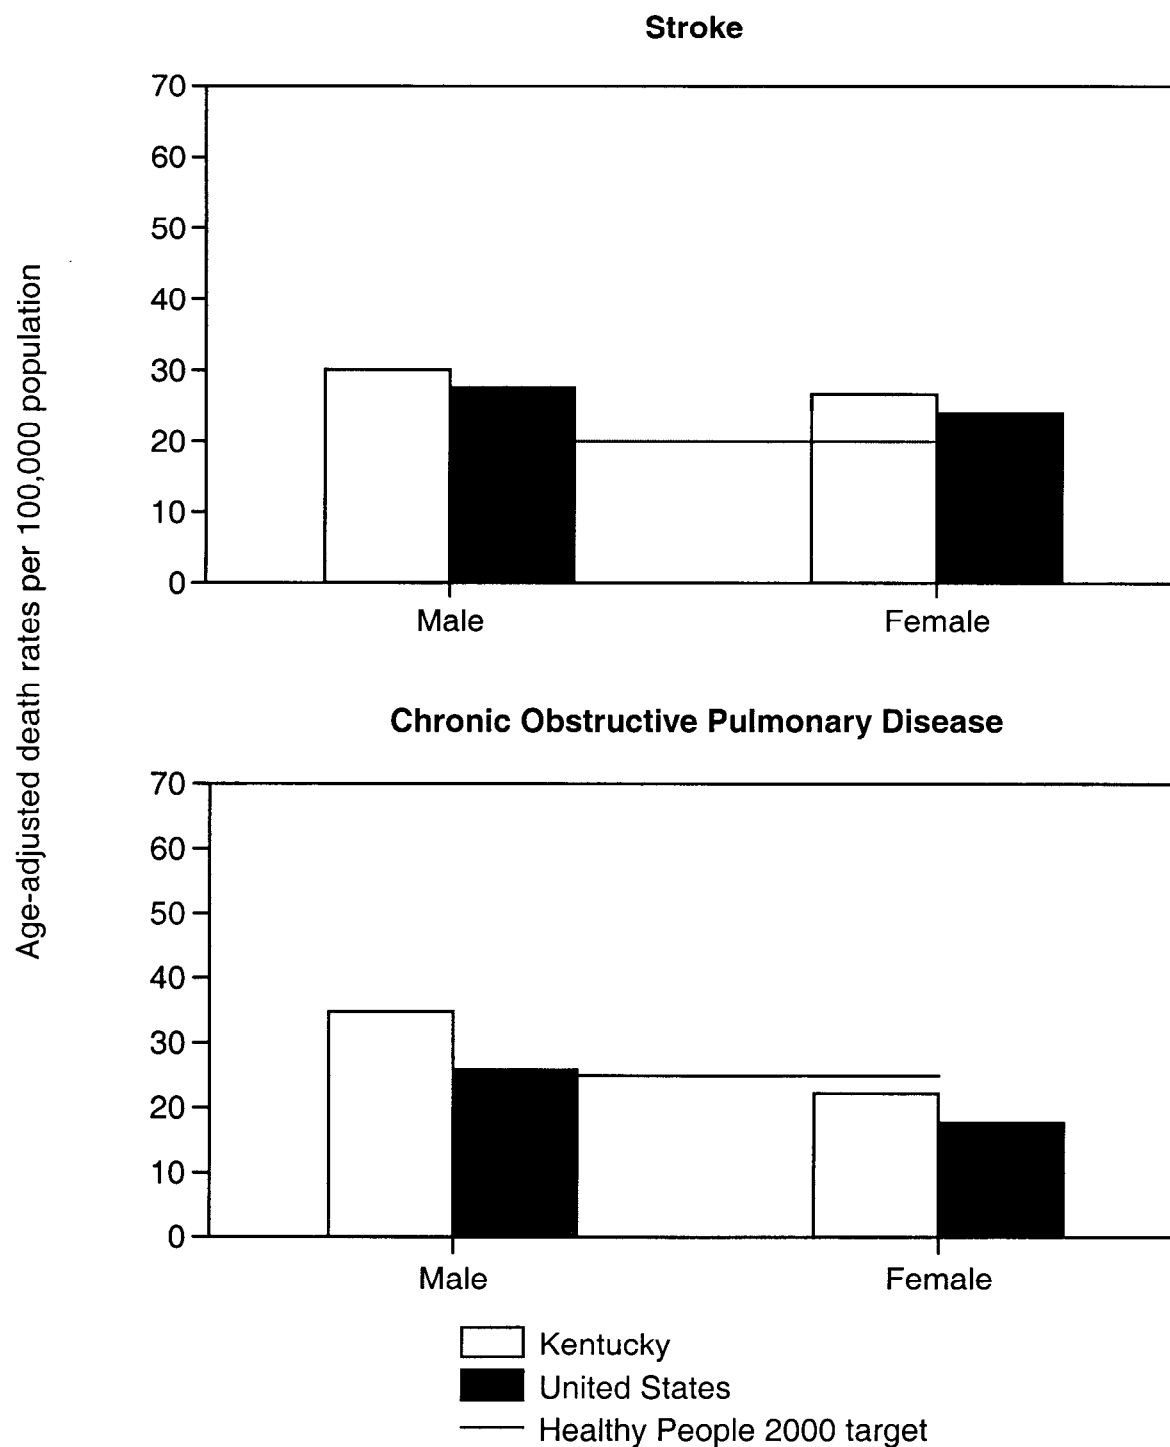 Stroke
Age-adjusted death rates per 100,000 population
70
60
50
40
30
20
10
0
Male Female
Chronic Obstructive Pulmonary Disease
70
60
50
40
30
20
10
0
Male Female
Kentucky
United States
Healthy People 2000 target